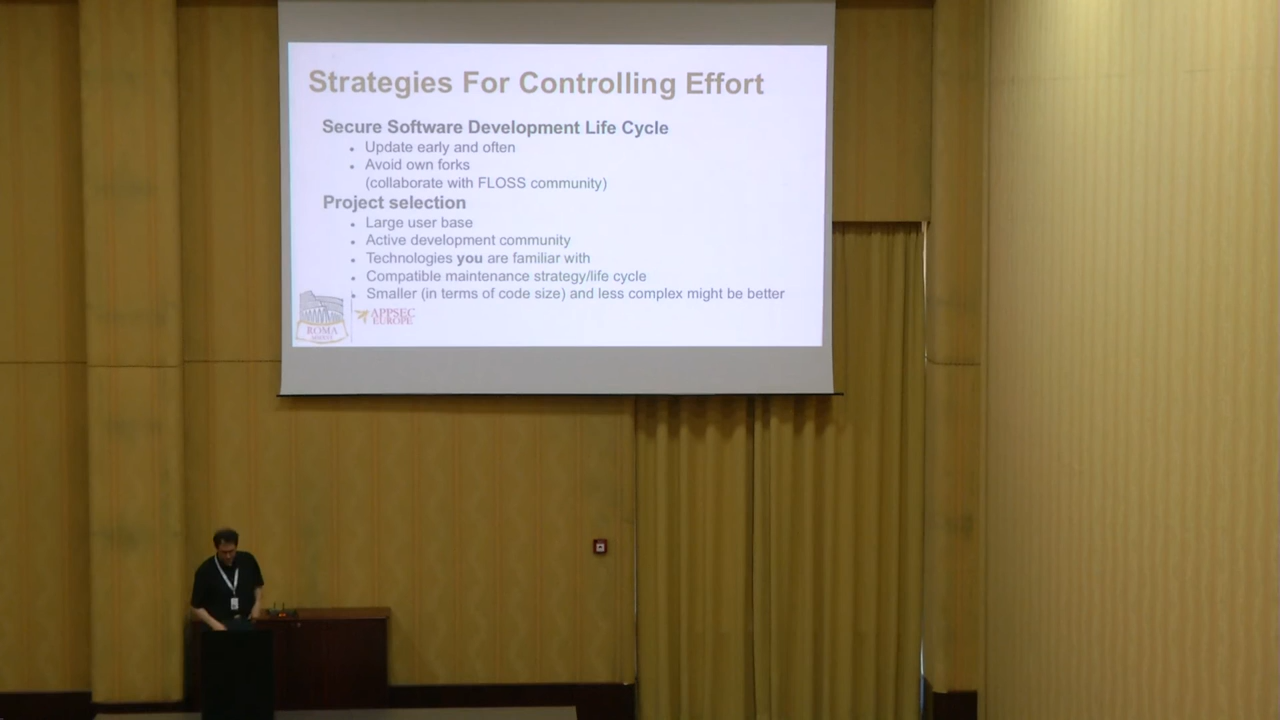 Strategies For Controlling Effort
Secure Software Development Life Cycle
• Update early and often
• Avoid own forks
(collaborate with FLOSS community)
Project selection
• Large user base
• Active development community
• Technologies you are familiar with
• Compatible maintenance strategy/life cycle
• Smaller (in terms of code size) and less complex might be better
ROMA
APPSEC
EUROPE